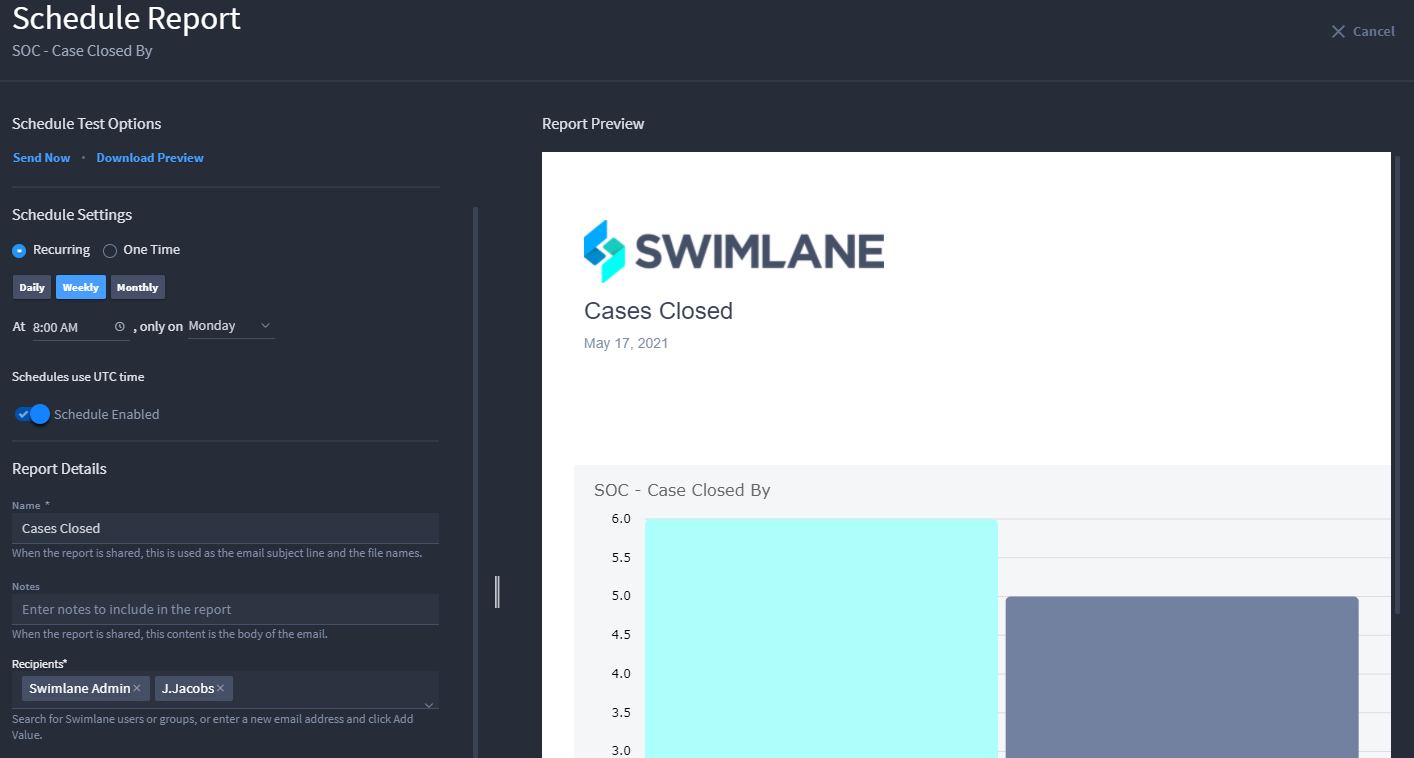 Schedule Report
SOC - Case Closed By
Cancel
Schedule Test Options
Send Now • Download Preview
Schedule Settings
Recurring One Time
Daily Weekly Monthly
At 8:00 AM , only on Monday
Schedules use UTC time
Schedule Enabled
Report Details
Name *
Cases Closed
When the report is shared, this is used as the email subject line and the file names.
Notes
Enter notes to include in the report
When the report is shared, this content is the body of the email.
Recipients*
Swimlane Admin× J.Jacobs×
Search for Swimlane users or groups, or enter a new email address and click Add
Value.
Report Preview
SWIMLANE
Cases Closed
May 17, 2021
SOC - Case Closed By
6.0
5.5
5.0
4.5
4.0
3.5
3.0